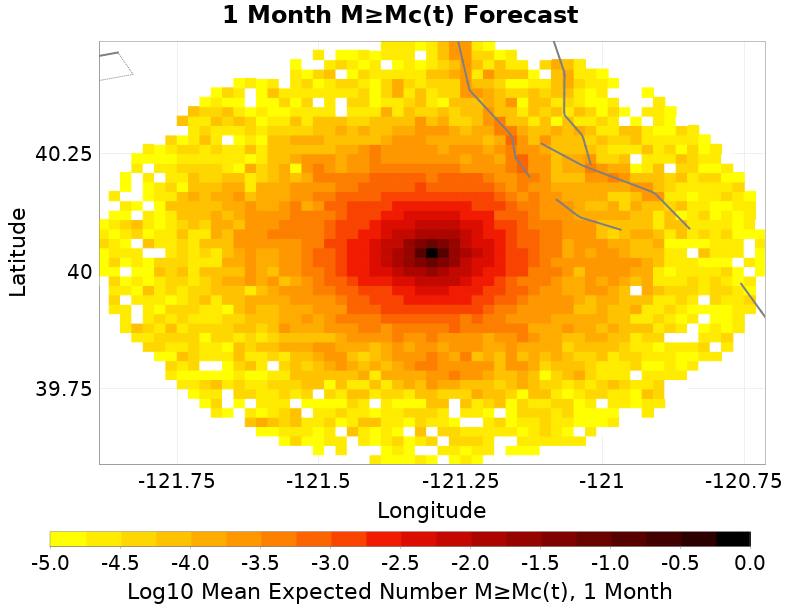 1 Month M≥Mc(t) Forecast
40.25
40
39.75
Latitude
-121.75 -121.5 -121.25 -121 -120.75
Longitude
-5.0 -4.5 -4.0 -3.5 -3.0 -2.5 -2.0 -1.5 -1.0 -0.5 0.0
Log10 Mean Expected Number M≥Mc(t), 1 Month